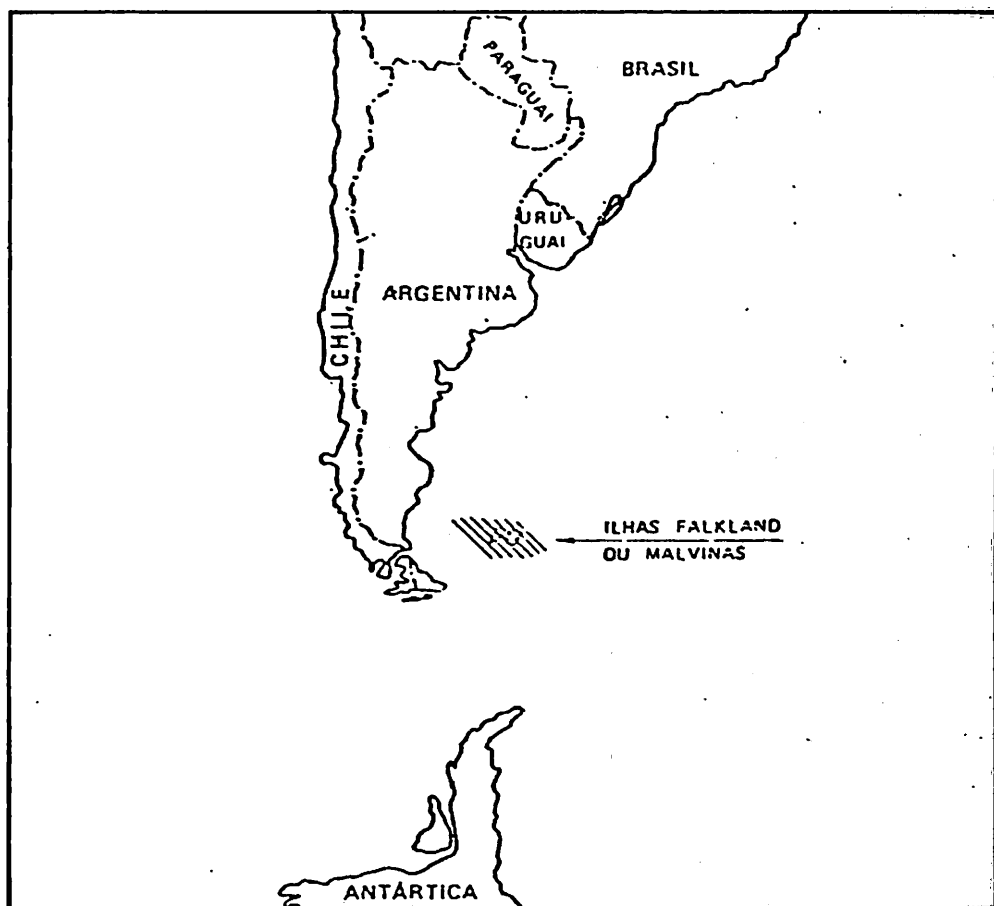 PARAGUAI
BRASIL
URU-
GUAI
ARGENTINA
CHILE
ILHAS FALKLAND
OU MALVINAS
ANTÁRTICA